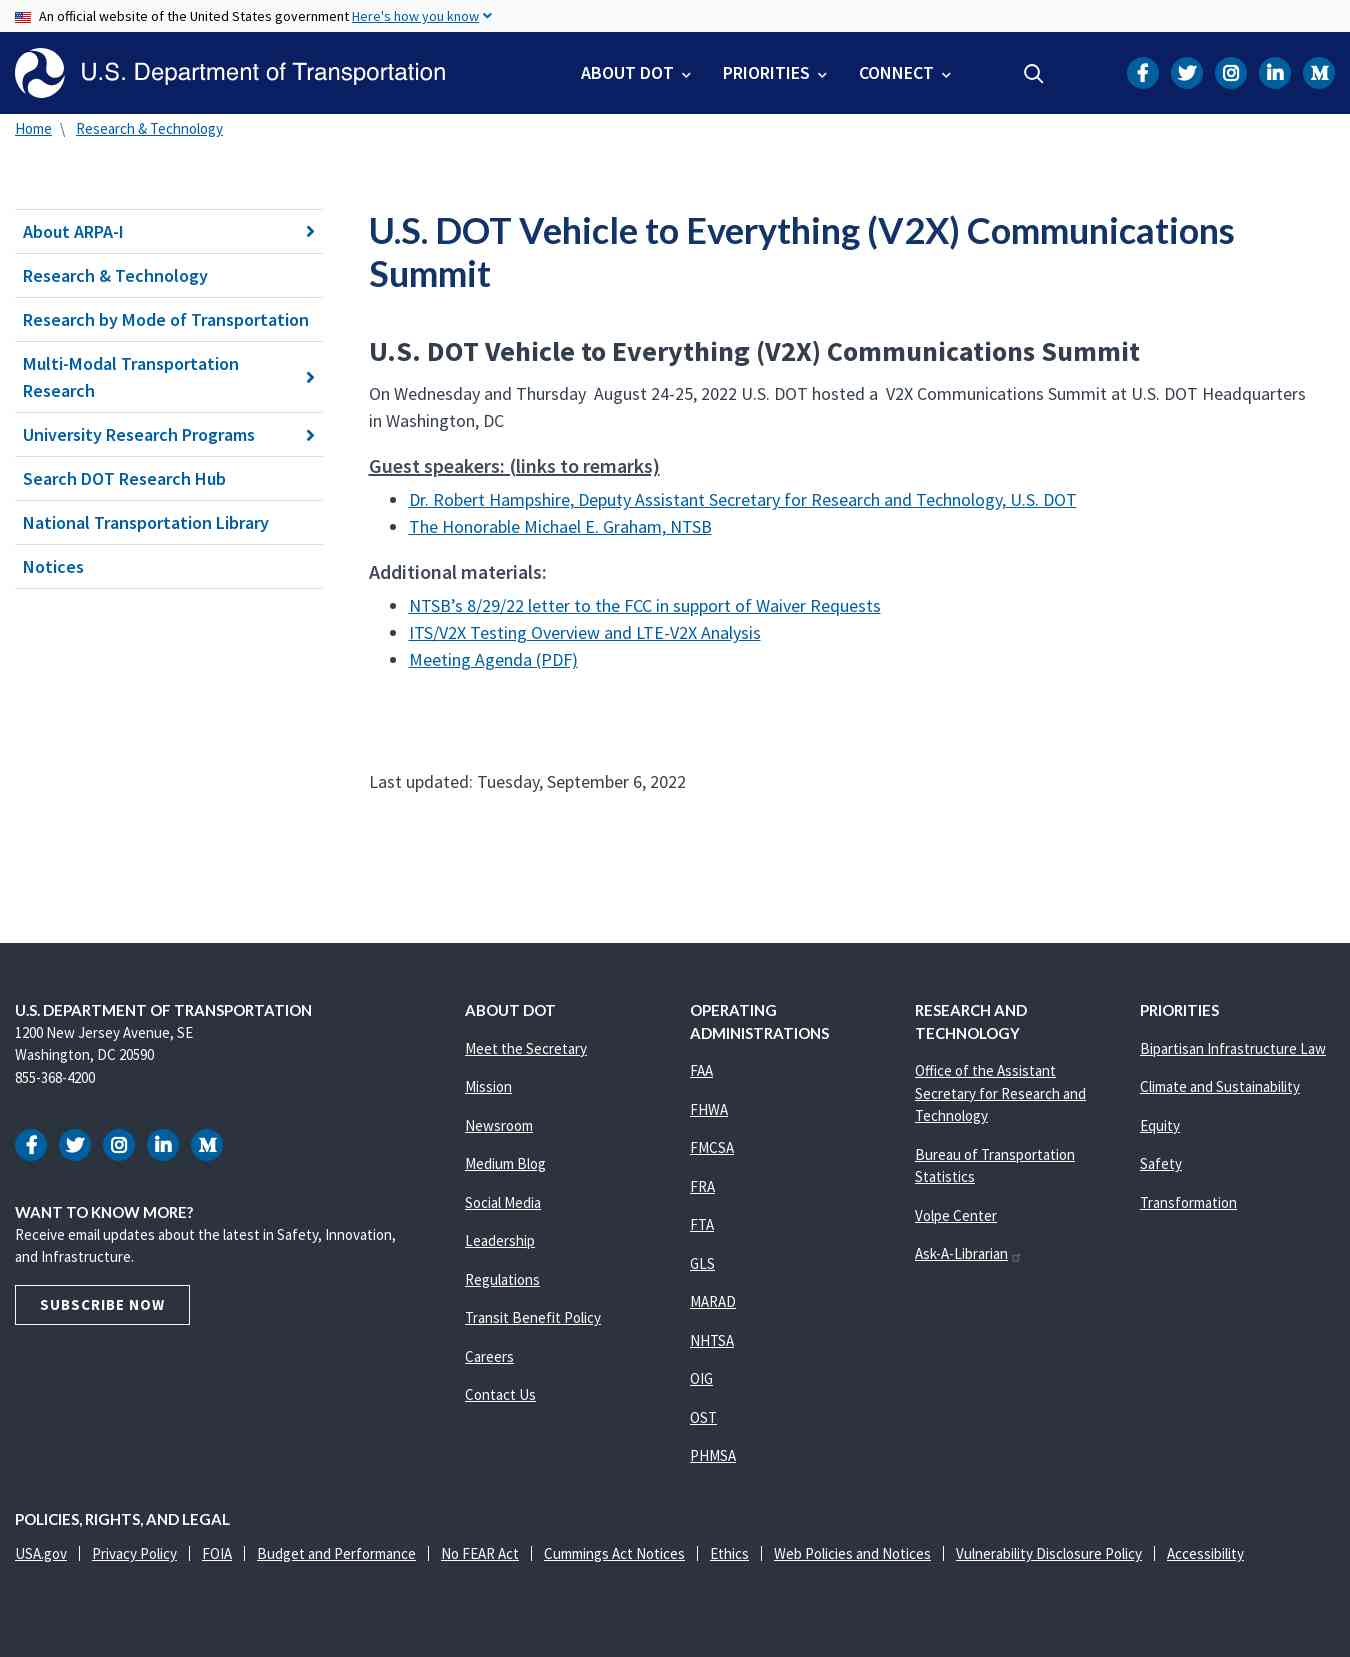 An official website of the United States government Here's how you know
U.S. Department of Transportation
ABOUT DOT
PRIORITIES
CONNECT
Home \ Research & Technology
About ARPA-I
Research & Technology
Research by Mode of Transportation
Multi-Modal Transportation
Research
University Research Programs
Search DOT Research Hub
National Transportation Library
Notices
U.S. DOT Vehicle to Everything (V2X) Communications
Summit
U.S. DOT Vehicle to Everything (V2X) Communications Summit
On Wednesday and Thursday  August 24-25, 2022 U.S. DOT hosted a  V2X Communications Summit at U.S. DOT Headquarters
in Washington, DC
Guest speakers: (links to remarks)
• Dr. Robert Hampshire, Deputy Assistant Secretary for Research and Technology, U.S. DOT
• The Honorable Michael E. Graham, NTSB
Additional materials:
• NTSB’s 8/29/22 letter to the FCC in support of Waiver Requests
• ITS/V2X Testing Overview and LTE-V2X Analysis
• Meeting Agenda (PDF)
Last updated: Tuesday, September 6, 2022
U.S. DEPARTMENT OF TRANSPORTATION
1200 New Jersey Avenue, SE
Washington, DC 20590
855-368-4200
WANT TO KNOW MORE?
Receive email updates about the latest in Safety, Innovation,
and Infrastructure.
SUBSCRIBE NOW
ABOUT DOT
Meet the Secretary
Mission
Newsroom
Medium Blog
Social Media
Leadership
Regulations
Transit Benefit Policy
Careers
Contact Us
OPERATING
ADMINISTRATIONS
FAA
FHWA
FMCSA
FRA
FTA
GLS
MARAD
NHTSA
OIG
OST
PHMSA
RESEARCH AND
TECHNOLOGY
Office of the Assistant
Secretary for Research and
Technology
Bureau of Transportation
Statistics
Volpe Center
Ask-A-Librarian
PRIORITIES
Bipartisan Infrastructure Law
Climate and Sustainability
Equity
Safety
Transformation
POLICIES, RIGHTS, AND LEGAL
USA.gov | Privacy Policy | FOIA | Budget and Performance | No FEAR Act | Cummings Act Notices | Ethics | Web Policies and Notices | Vulnerability Disclosure Policy | Accessibility